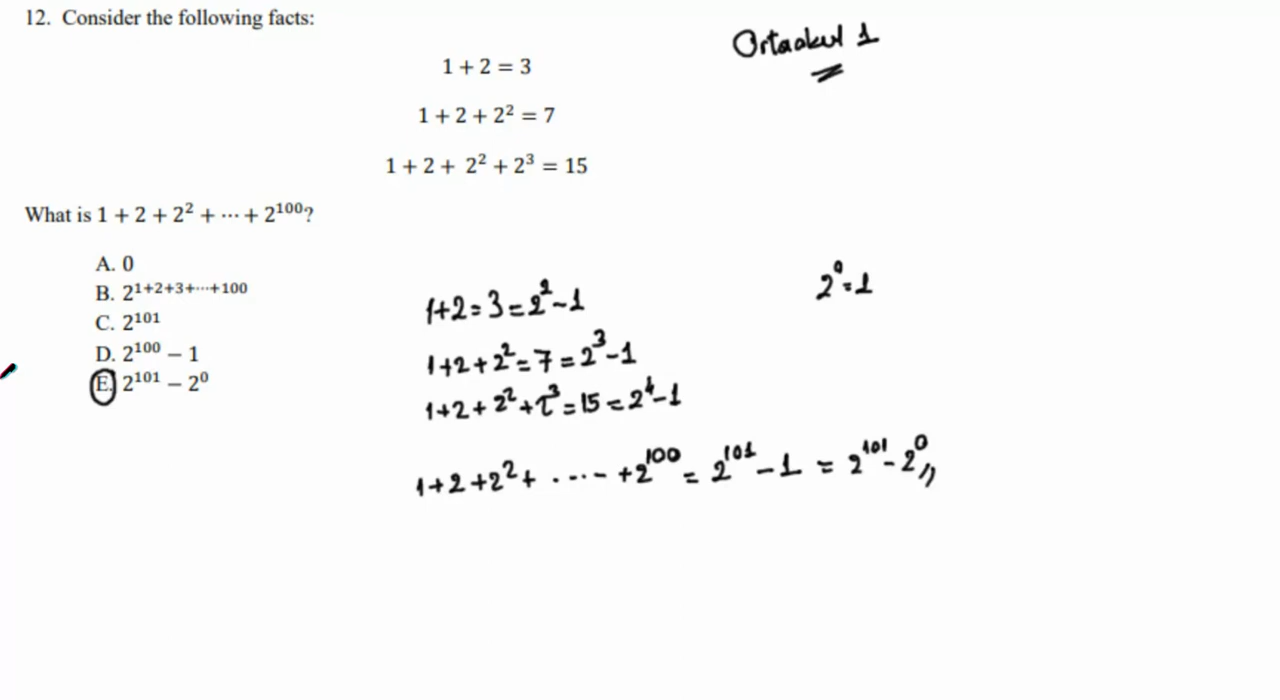 12. Consider the following facts:
Ortaokul 1
1 + 2 = 3
1 + 2 + 2² = 7
1 + 2 + 2² + 2³ = 15
What is 1 + 2 + 2² + ⋯ + 2¹⁰⁰?
A. 0
B. 2¹⁺²⁺³⁺⋯⁺¹⁰⁰
C. 2¹⁰¹
D. 2¹⁰⁰ − 1
E. 2¹⁰¹ − 2⁰
2⁰ = 1
1+2 = 3 = 2² − 1
1+2+2² = 7 = 2³ − 1
1+2+2²+2³ = 15 = 2⁴ − 1
1+2+2²+ ..... +2¹⁰⁰ = 2¹⁰¹ − 1 = 2¹⁰¹ − 2⁰